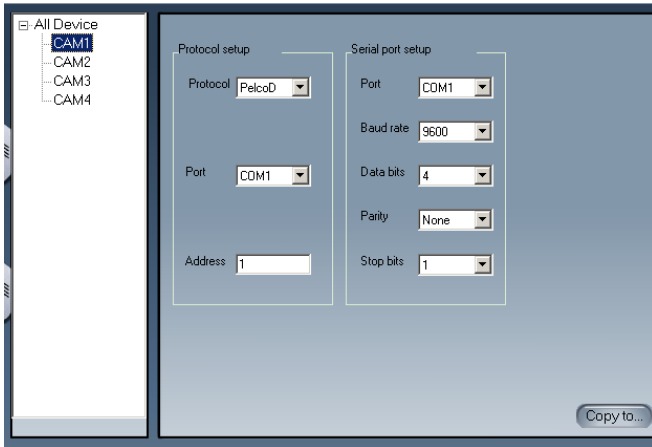 All Device
CAM1
CAM2
CAM3
CAM4
Protocol setup
Protocol PelcoD
Port COM1
Address 1
Serial port setup
Port COM1
Baud rate 9600
Data bits 4
Parity None
Stop bits 1
Copy to...